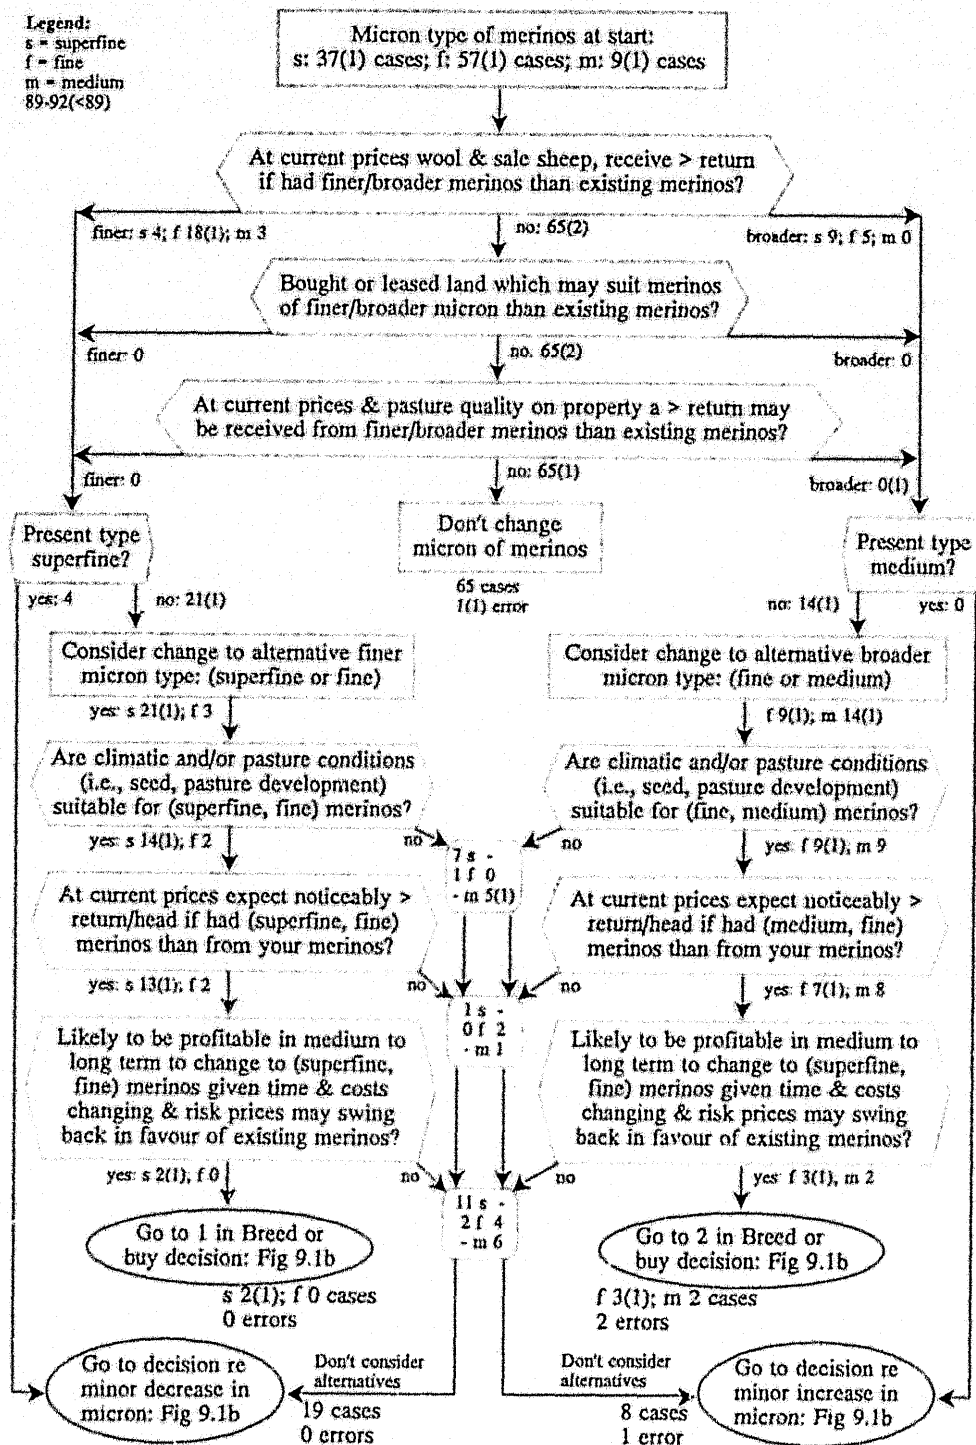 Legend:
s = superfine
f = fine
m = medium
89-92(<89)
Micron type of merinos at start:
s: 37(1) cases; f: 57(1) cases; m: 9(1) cases
At current prices wool & sale sheep, receive > return
if had finer/broader merinos than existing merinos?
finer: s 4; f 18(1); m 3
no: 65(2)
broader: s 9; f 5; m 0
Bought or leased land which may suit merinos
of finer/broader micron than existing merinos?
finer: 0
no. 65(2)
broader: 0
At current prices & pasture quality on property a > return may
be received from finer/broader merinos than existing merinos?
finer: 0
no: 65(1)
broader: 0(1)
Present type
superfine?
Don't change
micron of merinos
Present type
medium?
65 cases
1(1) error
yes: 4
no: 21(1)
no: 14(1)
yes: 0
Consider change to alternative finer
micron type: (superfine or fine)
Consider change to alternative broader
micron type: (fine or medium)
yes: s 21(1); f 3
f 9(1); m 14(1)
Are climatic and/or pasture conditions
(i.e., seed, pasture development)
suitable for (superfine, fine) merinos?
Are climatic and/or pasture conditions
(i.e., seed, pasture development)
suitable for (fine, medium) merinos?
yes: s 14(1); f 2
no
no
yes: f 9(1); m 9
7 s -
1 f 0
- m 5(1)
At current prices expect noticeably >
return/head if had (superfine, fine)
merinos than from your merinos?
At current prices expect noticeably >
return/head if had (medium, fine)
merinos than from your merinos?
yes: s 13(1); f 2
no
no
yes: f 7(1); m 8
1 s -
0 f 2
- m 1
Likely to be profitable in medium to
long term to change to (superfine,
fine) merinos given time & costs
changing & risk prices may swing
back in favour of existing merinos?
Likely to be profitable in medium to
long term to change to (superfine,
fine) merinos given time & costs
changing & risk prices may swing
back in favour of existing merinos?
yes: s 2(1), f 0
no
no
yes: f 3(1), m 2
11 s -
2 f 4
- m 6
Go to 1 in Breed or
buy decision: Fig 9.1b
Go to 2 in Breed or
buy decision: Fig 9.1b
s 2(1); f 0 cases
0 errors
f 3(1); m 2 cases
2 errors
Go to decision re
minor decrease in
micron: Fig 9.1b
Don't consider
alternatives
19 cases
0 errors
Don't consider
alternatives
8 cases
1 error
Go to decision re
minor increase in
micron: Fig 9.1b